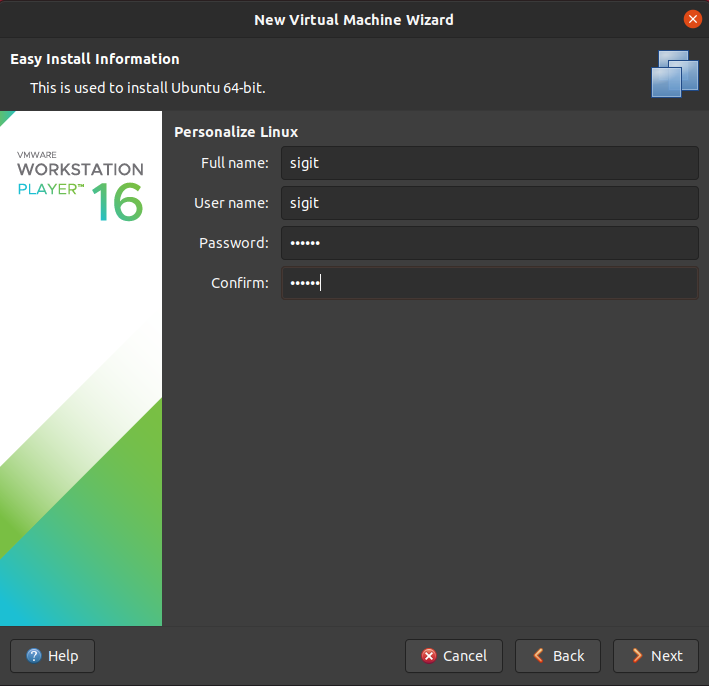 New Virtual Machine Wizard
Easy Install Information
This is used to install Ubuntu 64-bit.
VMWARE
WORKSTATION
PLAYER™ 16
Personalize Linux
Full name: sigit
User name: sigit
Password: ••••••
Confirm: ••••••
Help
Cancel
Back
Next